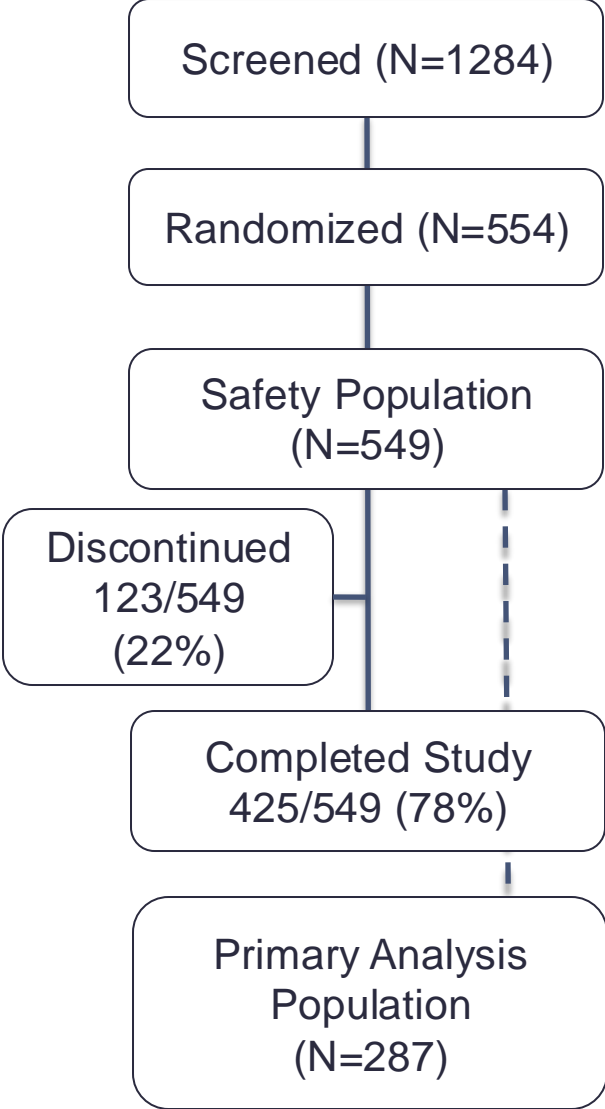 Screened (N=1284)
Randomized (N=554)
Safety Population
(N=549)
Discontinued
123/549
(22%)
Completed Study
425/549 (78%)
Primary Analysis
Population
(N=287)